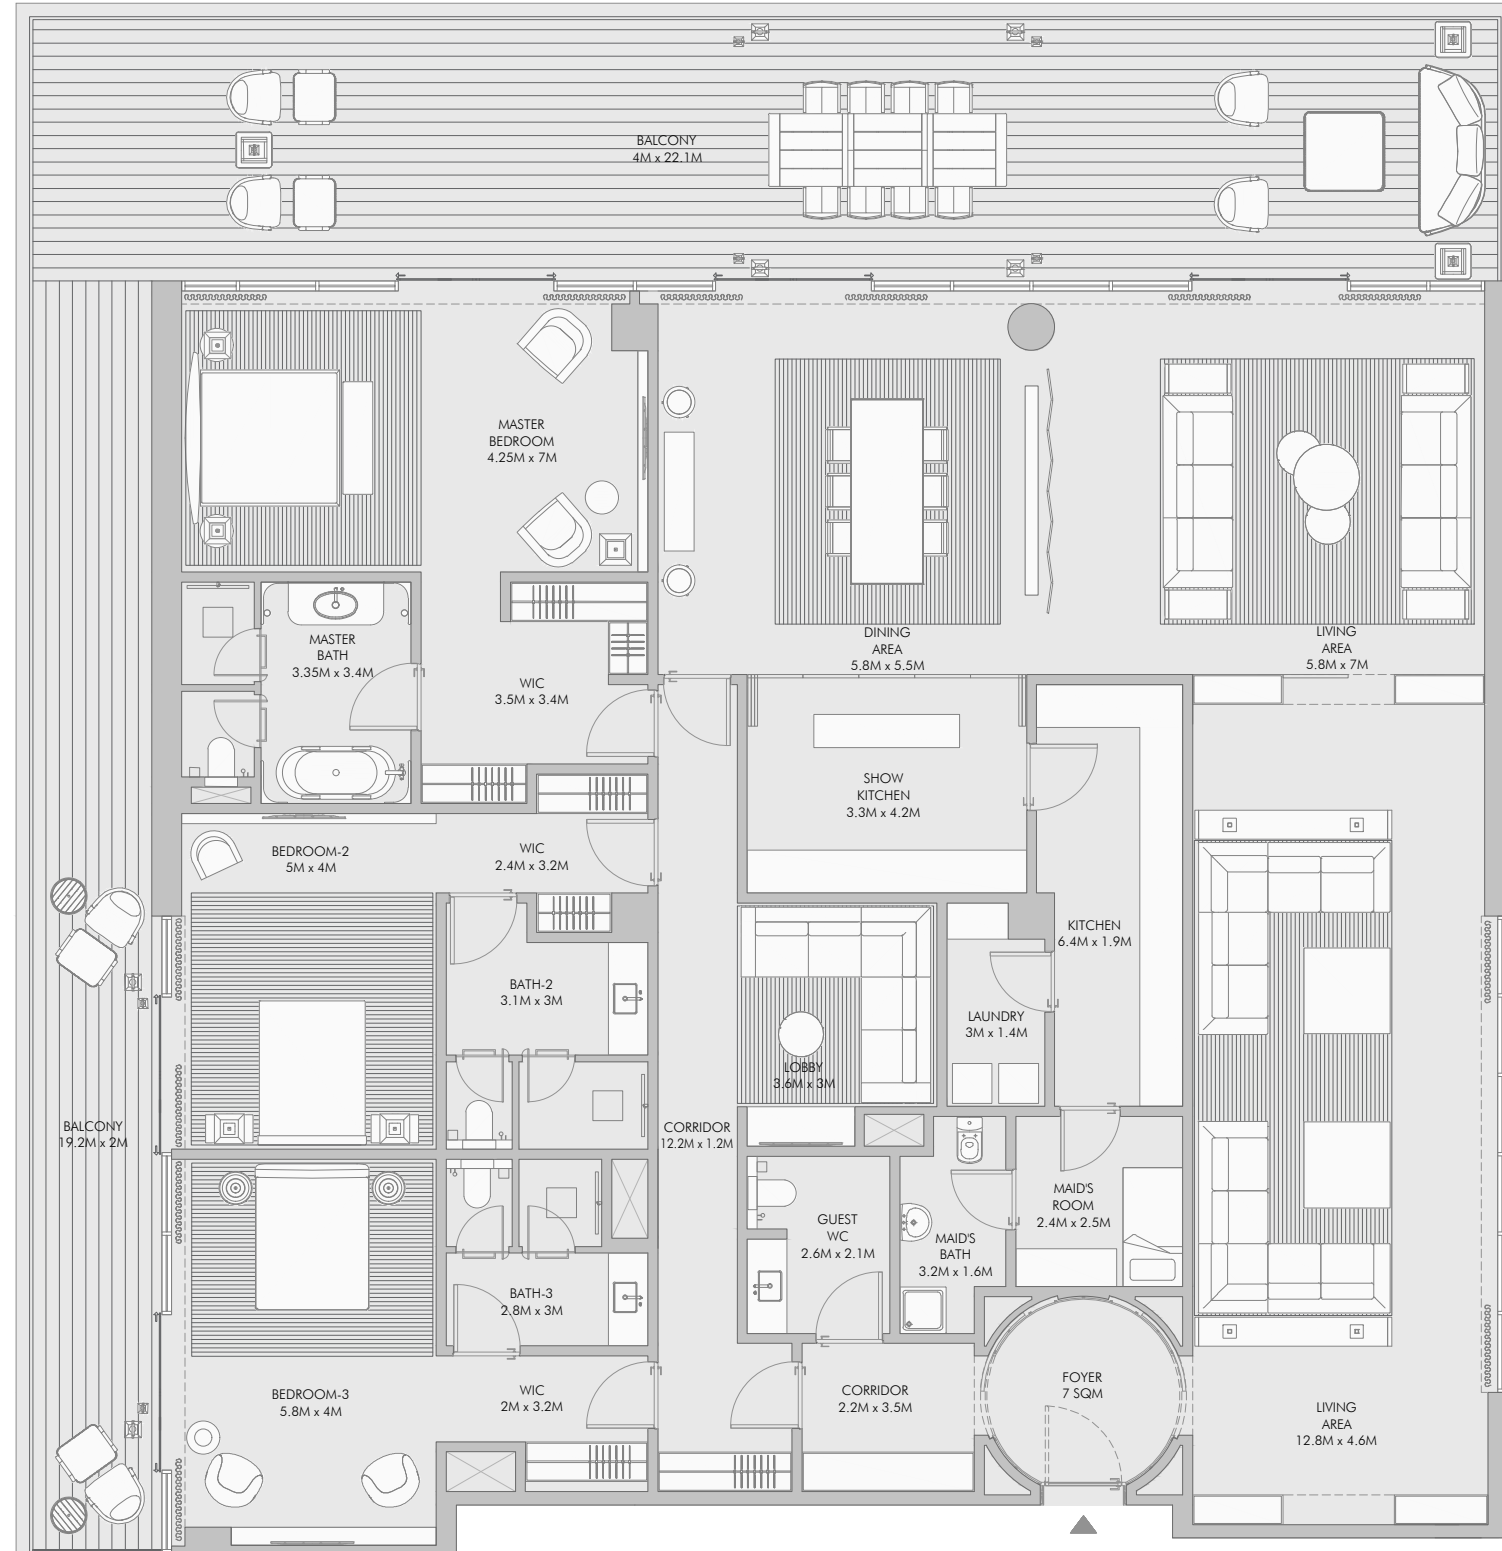 BALCONY
4M x 22.1M
MASTER
BEDROOM
4.25M x 7M
DINING
AREA
5.8M x 5.5M
LIVING
AREA
5.8M x 7M
MASTER
BATH
3.35M x 3.4M
WIC
3.5M x 3.4M
SHOW
KITCHEN
3.3M x 4.2M
BEDROOM-2
5M x 4M
WIC
2.4M x 3.2M
KITCHEN
6.4M x 1.9M
BATH-2
3.1M x 3M
LAUNDRY
3M x 1.4M
LOBBY
3.6M x 3M
BALCONY
19.2M x 2M
CORRIDOR
12.2M x 1.2M
MAID'S
ROOM
2.4M x 2.5M
GUEST
WC
2.6M x 2.1M
MAID'S
BATH
3.2M x 1.6M
BATH-3
2.8M x 3M
BEDROOM-3
5.8M x 4M
WIC
2M x 3.2M
CORRIDOR
2.2M x 3.5M
FOYER
7 SQM
LIVING
AREA
12.8M x 4.6M